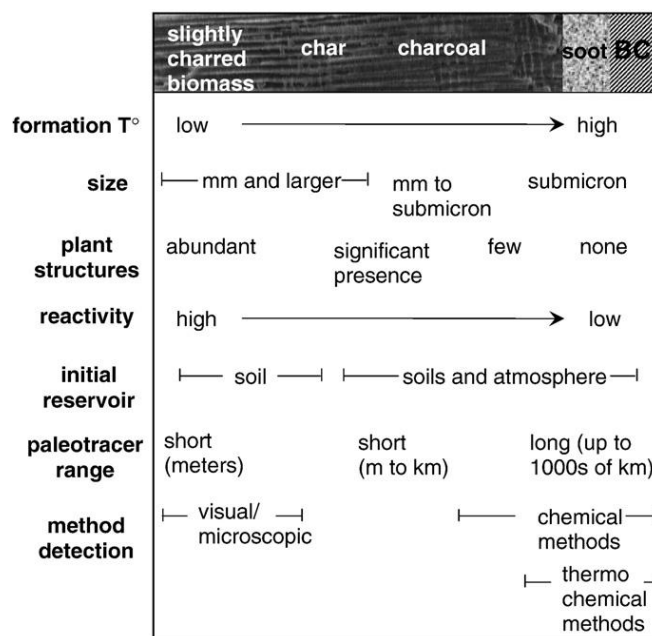 slightly charred biomass char charcoal soot BC
formation T° low high
size mm and larger mm to submicron submicron
plant structures abundant significant presence few none
reactivity high low
initial reservoir soil soils and atmosphere
paleotracer range short (meters) short (m to km) long (up to 1000s of km)
method detection visual/ microscopic chemical methods
thermo chemical methods